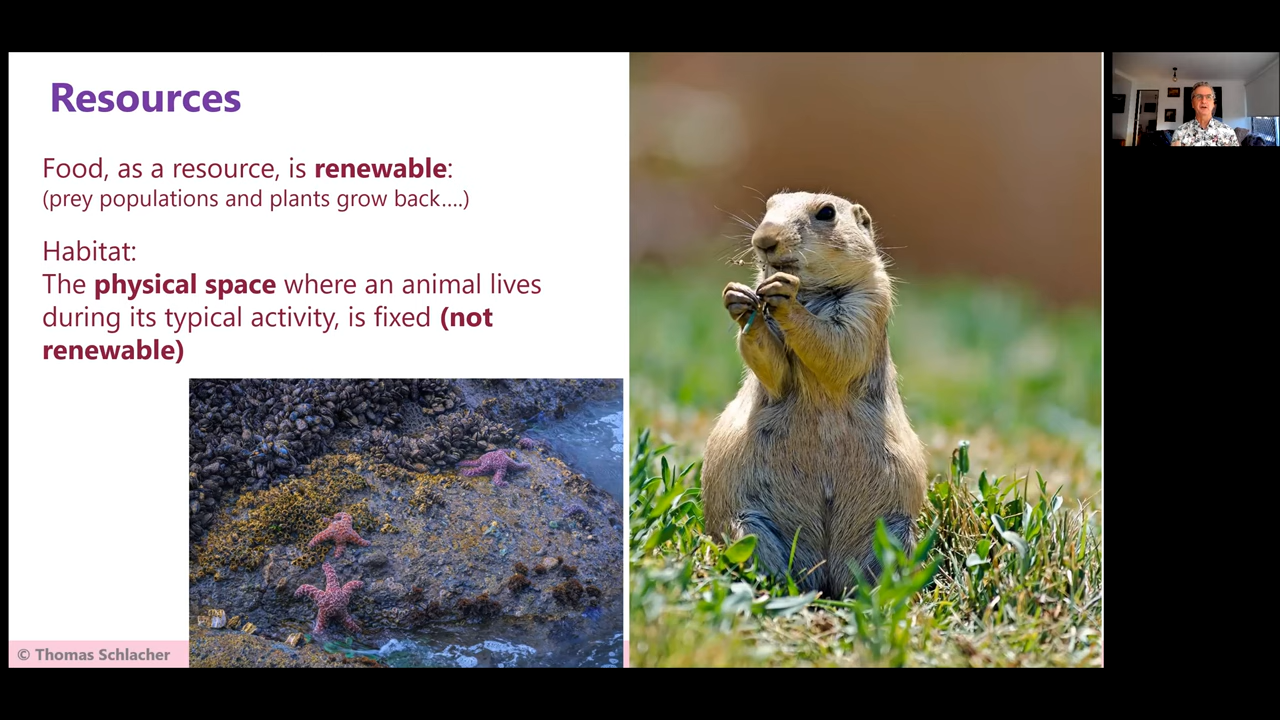 Resources
Food, as a resource, is renewable:
(prey populations and plants grow back....)
Habitat:
The physical space where an animal lives
during its typical activity, is fixed (not
renewable)
© Thomas Schlacher